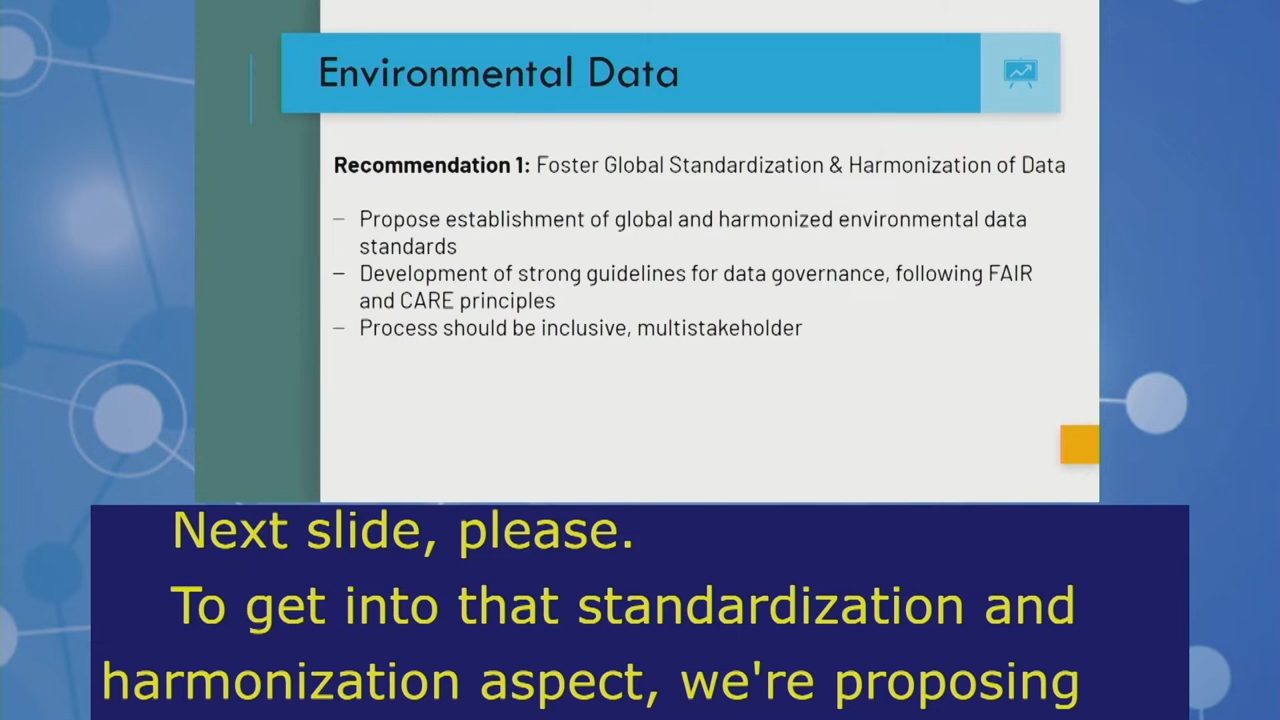 Environmental Data
Recommendation 1: Foster Global Standardization & Harmonization of Data
– Propose establishment of global and harmonized environmental data
standards
– Development of strong guidelines for data governance, following FAIR
and CARE principles
– Process should be inclusive, multistakeholder
Next slide, please.
To get into that standardization and
harmonization aspect, we're proposing